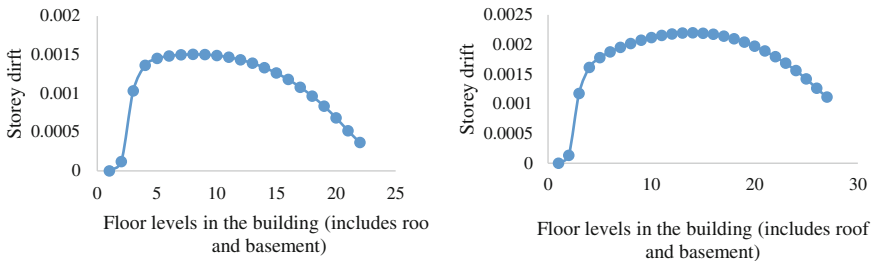 0.002
0.0015
0.001
0.0005
0
Storey dirft
0 5 10 15 20 25
Floor levels in the building (includes roo
and basement)
0.0025
0.002
0.0015
0.001
0.0005
0
Storey drift
0 10 20 30
Floor levels in the building (includes roof
and basement)